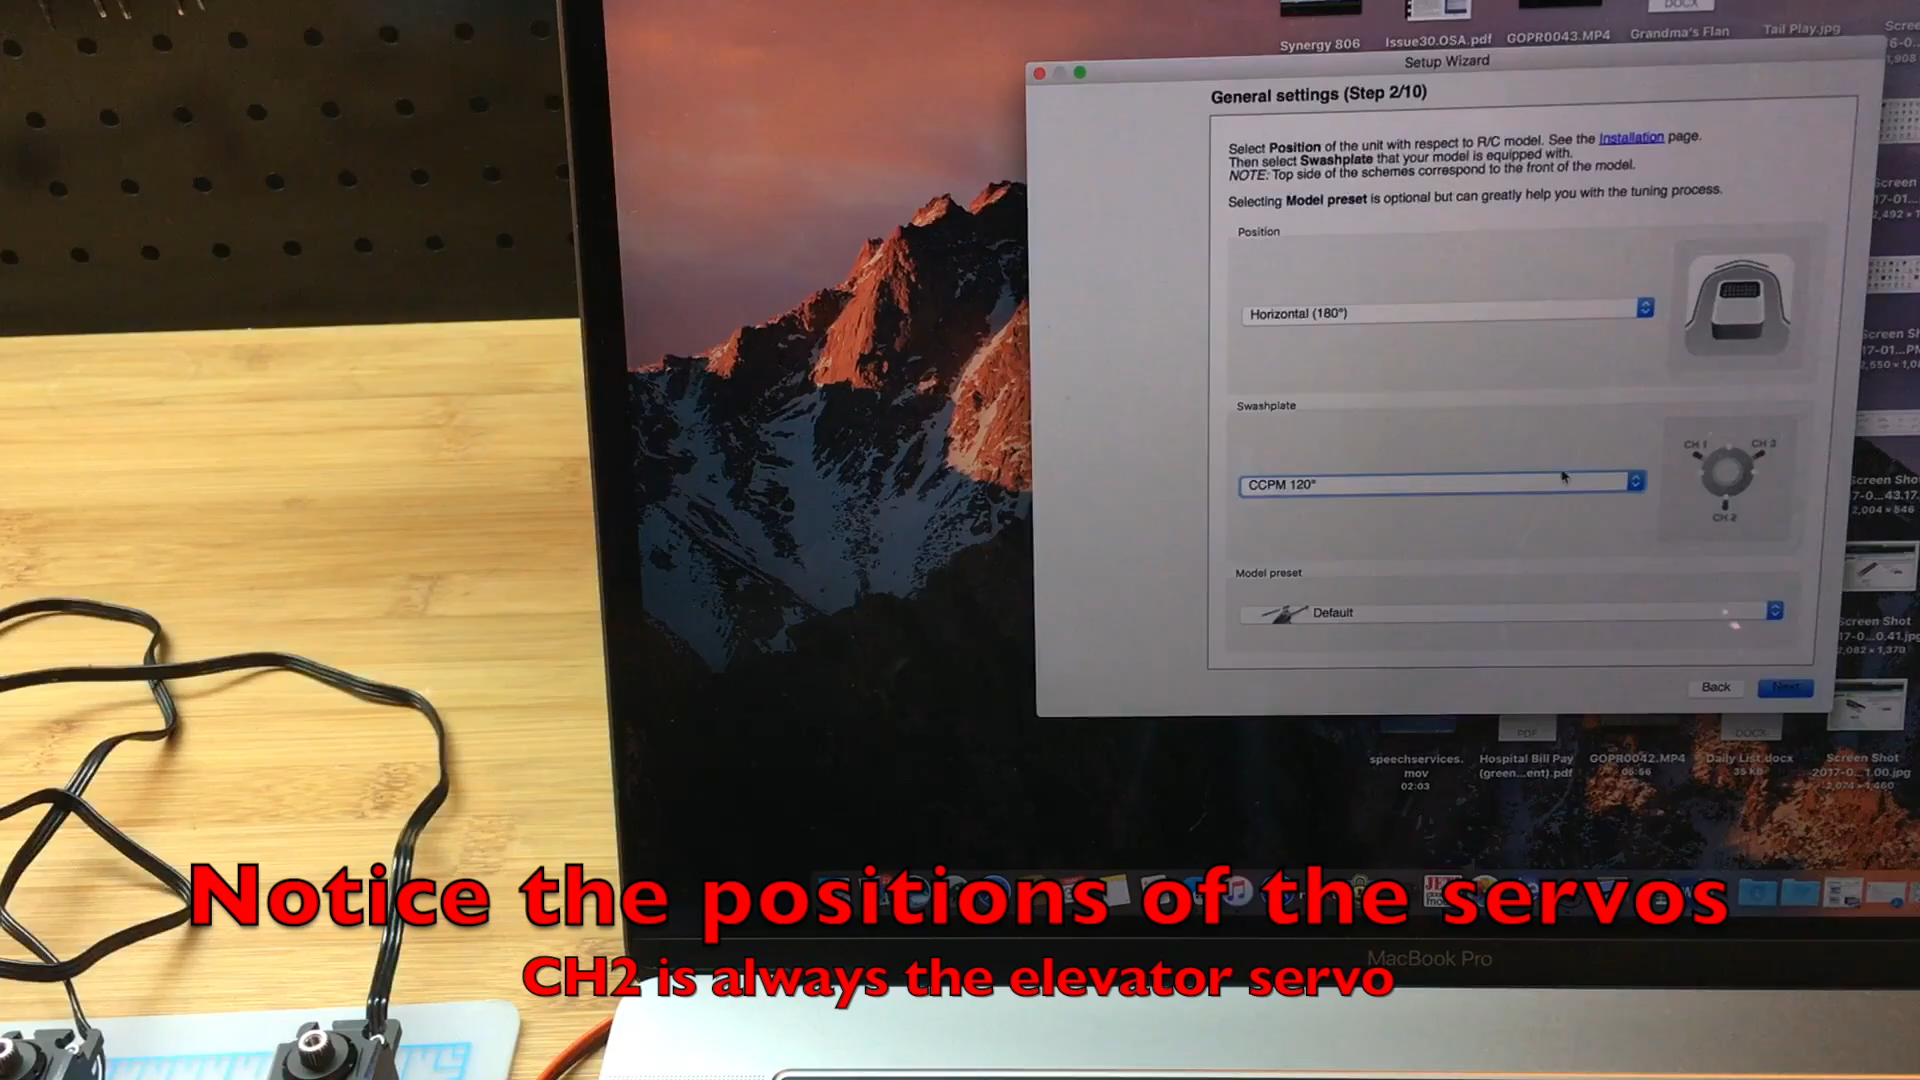 DOCX
Synergy 806
Issue30.OSA.pdf
GOPR0043.MP4
Grandma's Flan
Tail Play.jpg
Setup Wizard
General settings (Step 2/10)
Select Position of the unit with respect to R/C model. See the Installation page.
Then select Swashplate that your model is equipped with.
NOTE: Top side of the schemes correspond to the front of the model.
Selecting Model preset is optional but can greatly help you with the tuning process.
Position
Horizontal (180°)
Swashplate
CH 1
CH 3
CCPM 120°
CH 2
Model preset
Default
Back
Next
PDF
DOCX
speechservices.
mov
02:03
Hospital Bill Pay
(green...ent).pdf
GOPR0042.MP4
Daily List.docx
35 KB
Screen Shot
Notice the positions of the servos
MacBook Pro
CH2 is always the elevator servo